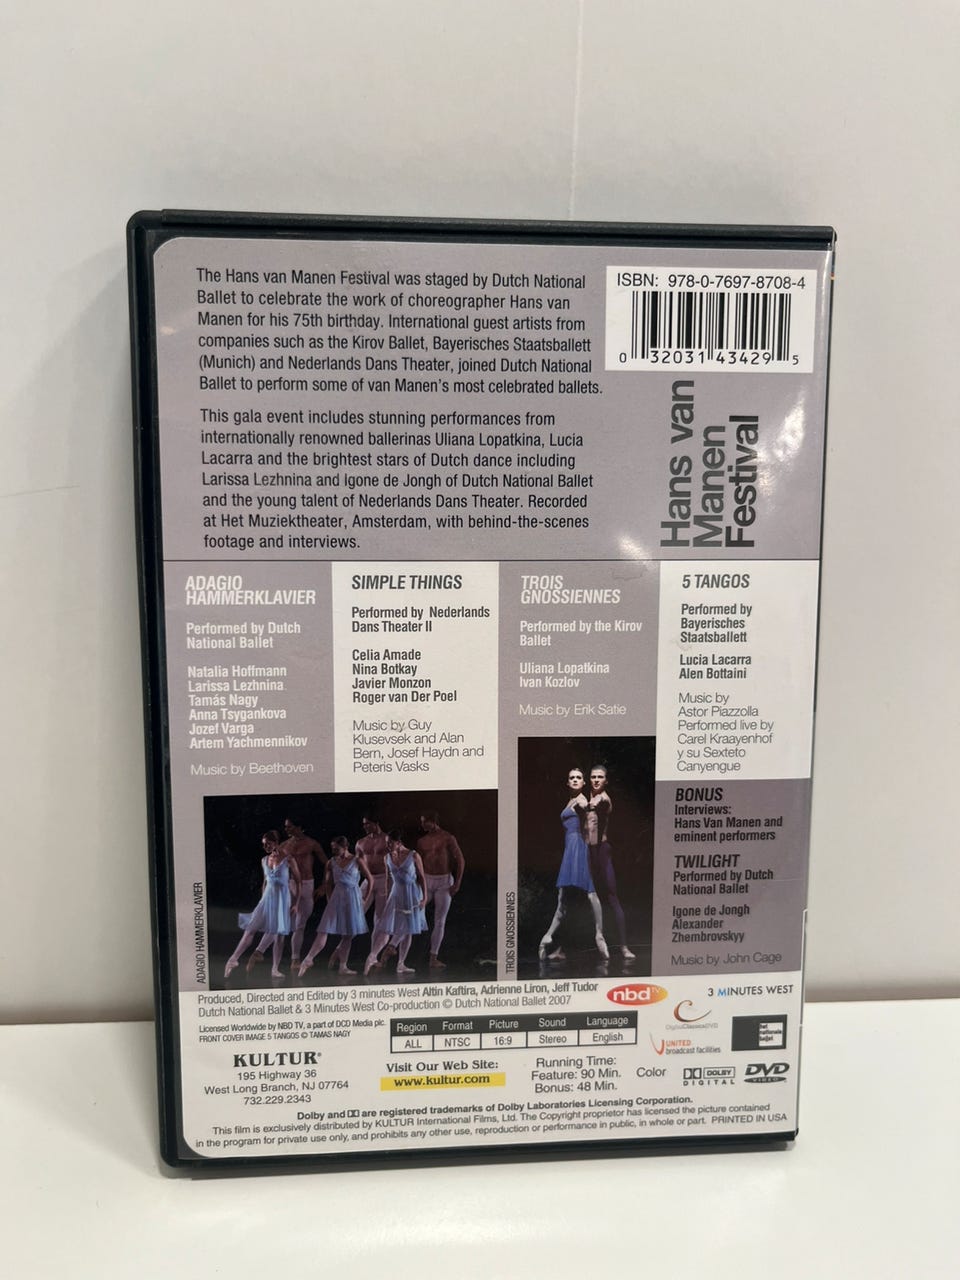 The Hans van Manen Festival was staged by Dutch National
Ballet to celebrate the work of choreographer Hans van
Manen for his 75th birthday. International guest artists from
companies such as the Kirov Ballet, Bayerisches Staatsballett
(Munich) and Nederlands Dans Theater, joined Dutch National
Ballet to perform some of van Manen's most celebrated ballets.
This gala event includes stunning performances from
internationally renowned ballerinas Uliana Lopatkina, Lucia
Lacarra and the brightest stars of Dutch dance including
Larissa Lezhnina and Igone de Jongh of Dutch National Ballet
and the young talent of Nederlands Dans Theater. Recorded
at Het Muziektheater, Amsterdam, with behind-the-scenes
footage and interviews.
ISBN: 978-0-7697-8708-4
0 32031 43429 5
Hans van
Manen
Festival
ADAGIO
HAMMERKLAVIER
Performed by Dutch
National Ballet
Natalia Hoffmann
Larissa Lezhnina
Tamás Nagy
Anna Tsygankova
Jozef Varga
Artem Yachmennikov
Music by Beethoven
SIMPLE THINGS
Performed by Nederlands
Dans Theater II
Celia Amade
Nina Botkay
Javier Monzon
Roger van Der Poel
Music by Guy
Klusevsek and Alan
Bern, Josef Haydn and
Peteris Vasks
TROIS
GNOSSIENNES
Performed by the Kirov
Ballet
Uliana Lopatkina
Ivan Kozlov
Music by Erik Satie
5 TANGOS
Performed by
Bayerisches
Staatsballett
Lucia Lacarra
Alen Bottaini
Music by
Astor Piazzolla
Performed live by
Carel Kraayenhof
y su Sexteto
Canyengue
BONUS
Interviews:
Hans Van Manen and
eminent performers
TWILIGHT
Performed by Dutch
National Ballet
Igone de Jongh
Alexander
Zhembrovskyy
Music by John Cage
ADAGIO HAMMERKLAVIER
TROIS GNOSSIENNES
Produced, Directed and Edited by 3 minutes West Altin Kaftira, Adrienne Liron, Jeff Tudor
Dutch National Ballet & 3 Minutes West Co-production © Dutch National Ballet 2007
Licensed Worldwide by NBD TV, a part of DCD Media plc.
FRONT COVER IMAGE 5 TANGOS © TAMAS NAGY
nbd TV
3 MINUTES WEST
DigitalClassicsDVD
UNITED
broadcast facilities
het
nationale
ballet
Region Format Picture Sound Language
ALL NTSC 16:9 Stereo English
KULTUR®
195 Highway 36
West Long Branch, NJ 07764
732.229.2343
Visit Our Web Site:
www.kultur.com
Running Time:
Feature: 90 Min.
Bonus: 48 Min.
Color
DOLBY
DIGITAL
DVD
VIDEO
Dolby and are registered trademarks of Dolby Laboratories Licensing Corporation.
This film is exclusively distributed by KULTUR International Films, Ltd. The Copyright proprietor has licensed the picture contained
in the program for private use only, and prohibits any other use, reproduction or performance in public, in whole or part. PRINTED IN USA